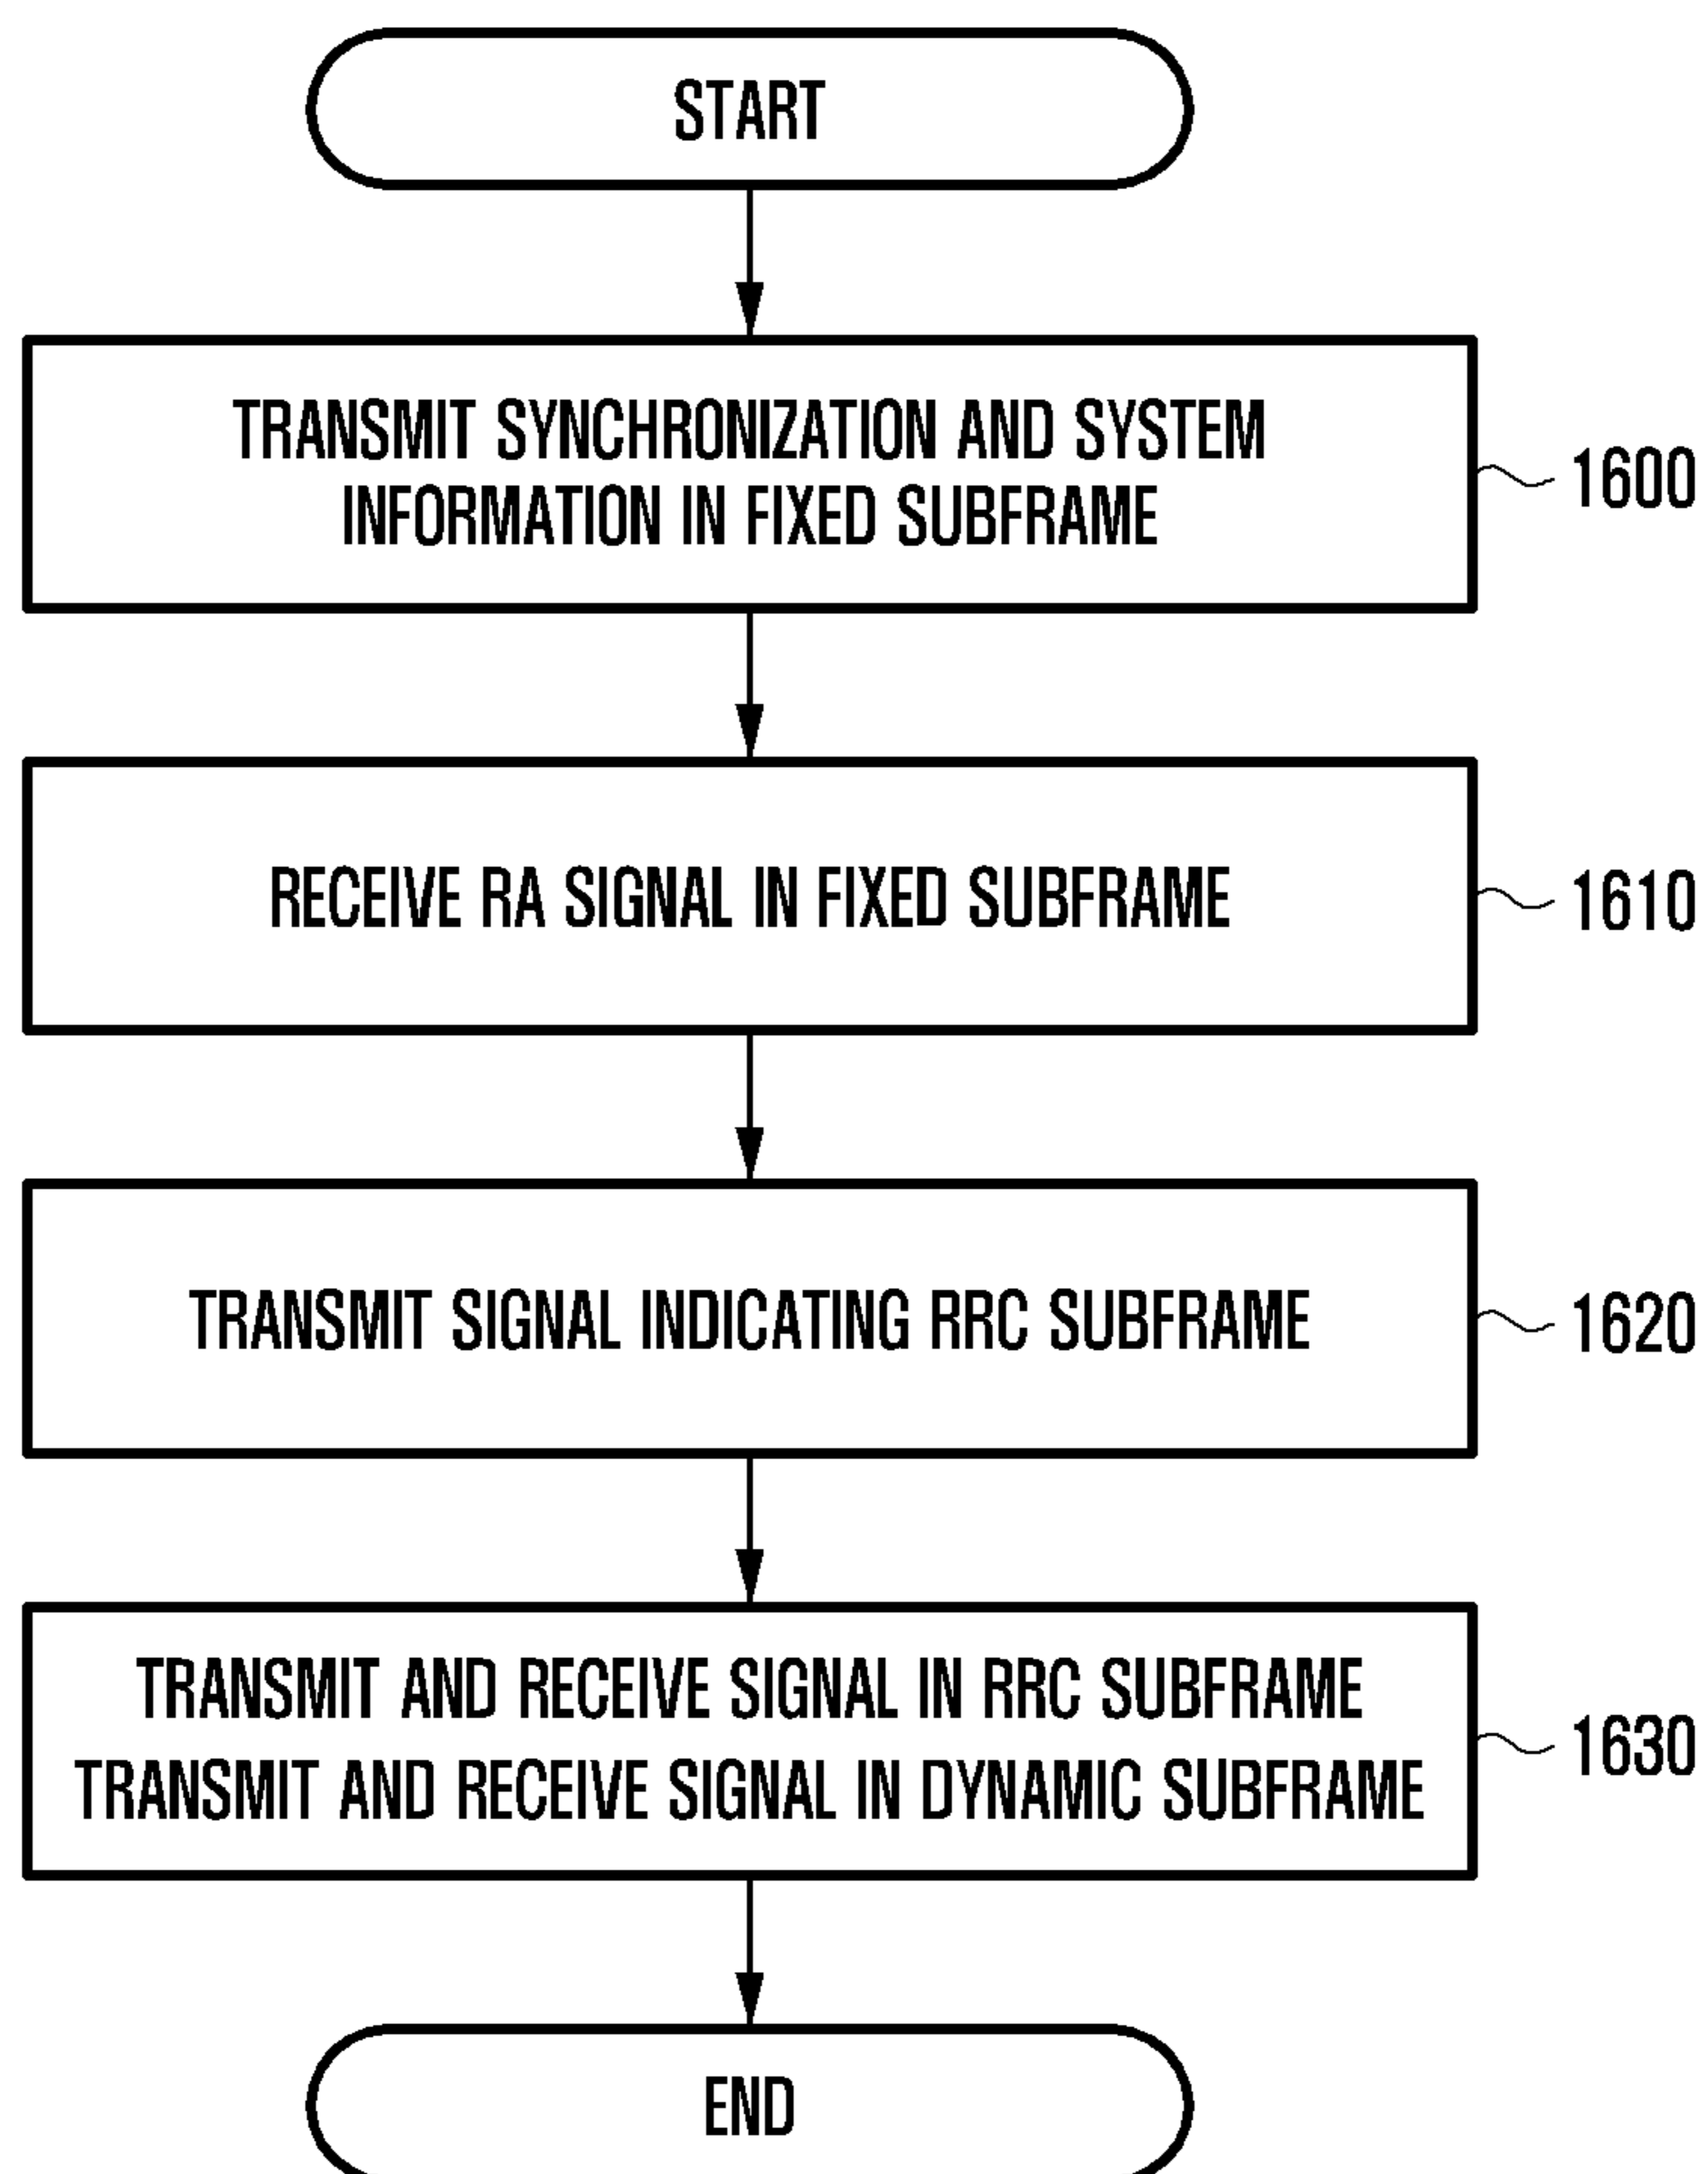 START
TRANSMIT SYNCHRONIZATION AND SYSTEM
INFORMATION IN FIXED SUBFRAME
1600
RECEIVE RA SIGNAL IN FIXED SUBFRAME
1610
TRANSMIT SIGNAL INDICATING RRC SUBFRAME
1620
TRANSMIT AND RECEIVE SIGNAL IN RRC SUBFRAME
TRANSMIT AND RECEIVE SIGNAL IN DYNAMIC SUBFRAME
1630
END